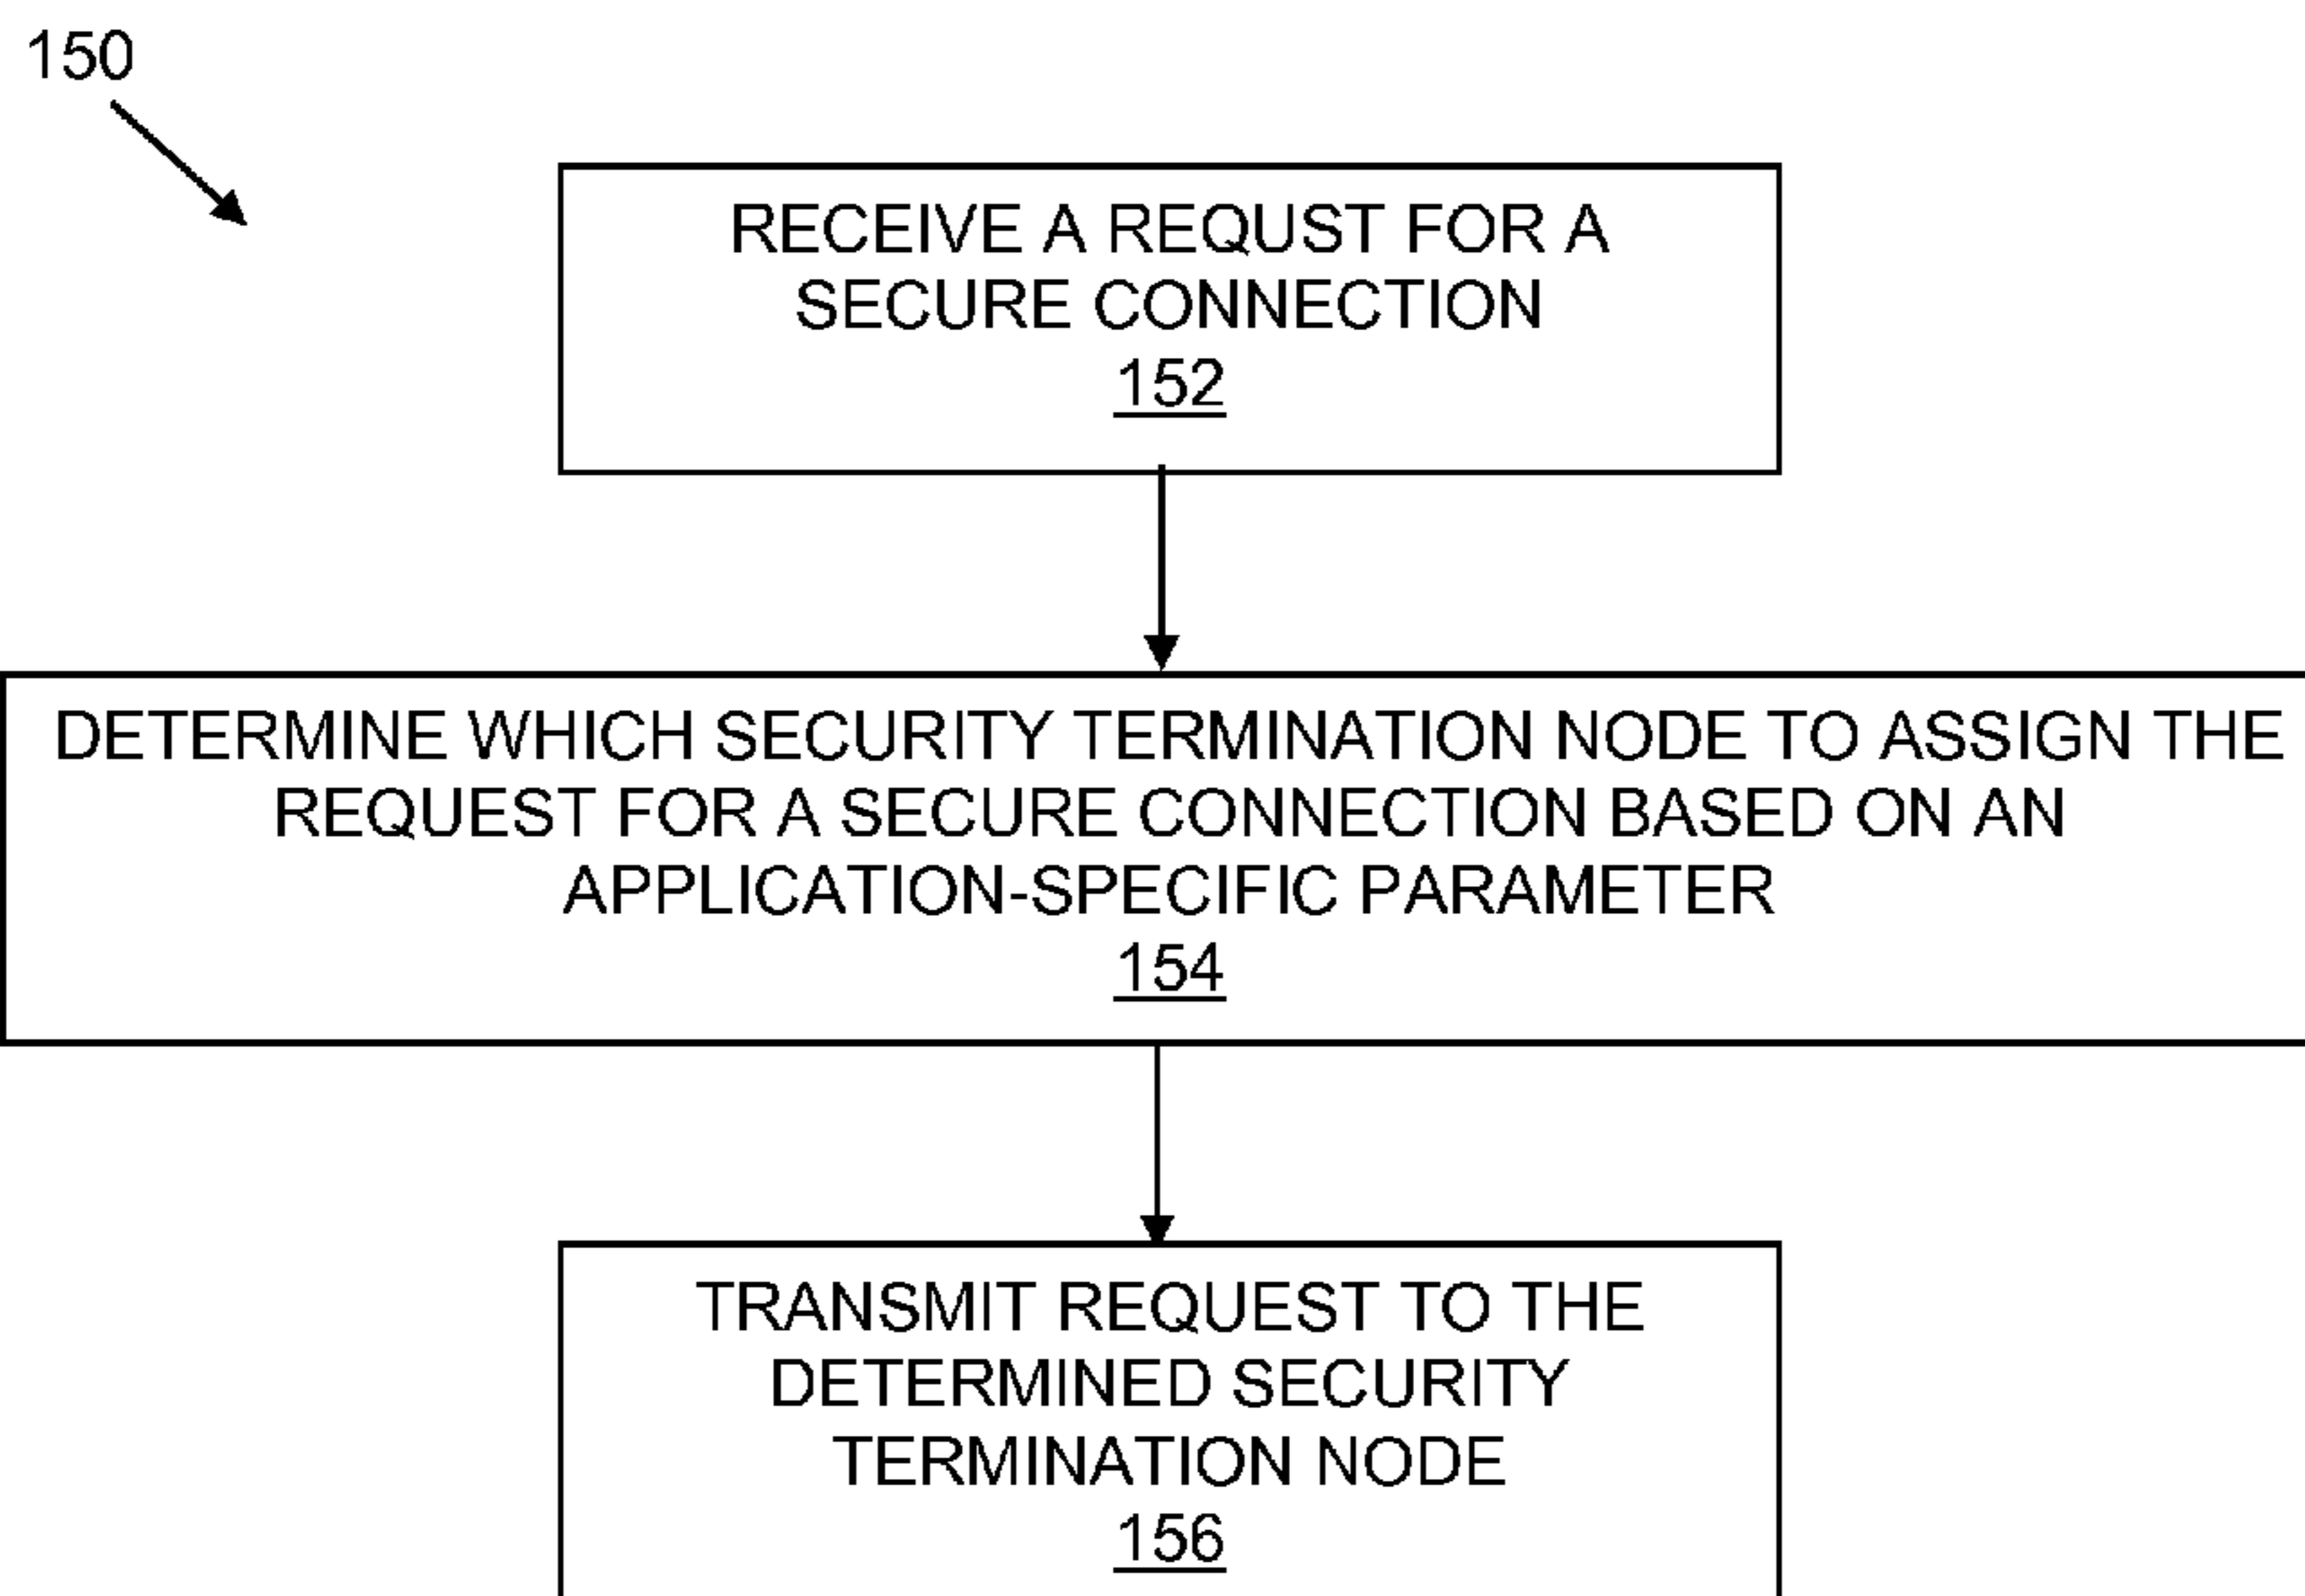 150
RECEIVE A REQUST FOR A
SECURE CONNECTION
152
DETERMINE WHICH SECURITY TERMINATION NODE TO ASSIGN THE
REQUEST FOR A SECURE CONNECTION BASED ON AN
APPLICATION-SPECIFIC PARAMETER
154
TRANSMIT REQUEST TO THE
DETERMINED SECURITY
TERMINATION NODE
156